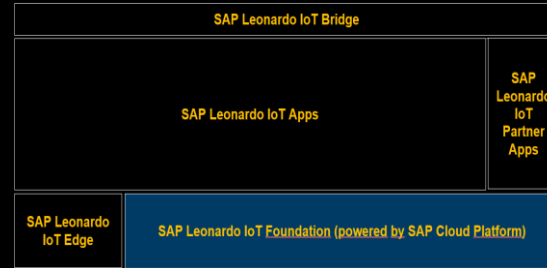 SAP Leonardo IoT Bridge
SAP Leonardo IoT Apps
SAP
Leonardo
IoT
Partner
Apps
SAP Leonardo
IoT Edge
SAP Leonardo IoT Foundation (powered by SAP Cloud Platform)